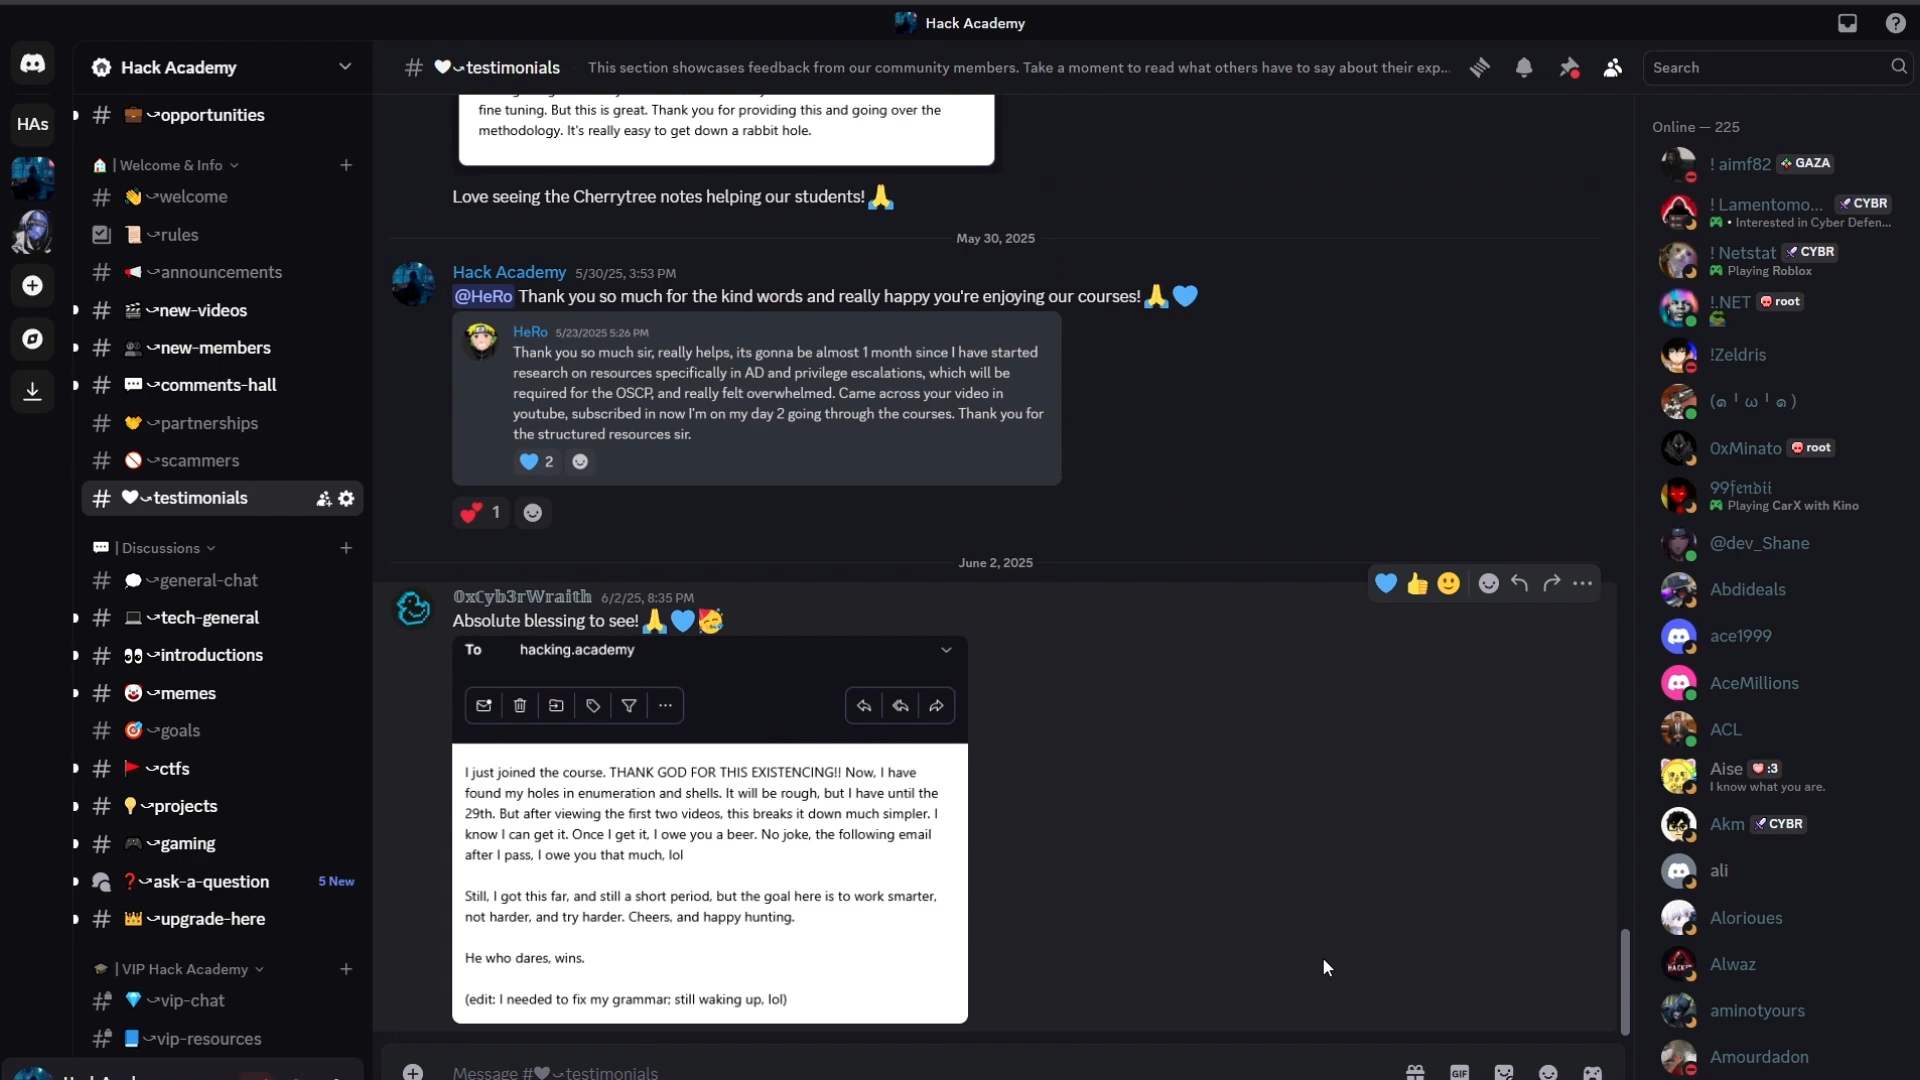 Hack Academy
HAs
Hack Academy
opportunities
| Welcome & Info
welcome
rules
announcements
new-videos
new-members
comments-hall
partnerships
scammers
testimonials
| Discussions
general-chat
tech-general
introductions
memes
goals
ctfs
projects
gaming
ask-a-question 5 New
upgrade-here
| VIP Hack Academy
vip-chat
vip-resources
testimonials
This section showcases feedback from our community members. Take a moment to read what others have to say about their exp...
Search
fine tuning. But this is great. Thank you for providing this and going over the
methodology. It's really easy to get down a rabbit hole.
Love seeing the Cherrytree notes helping our students!
May 30, 2025
Hack Academy 5/30/25, 3:53 PM
@HeRo Thank you so much for the kind words and really happy you're enjoying our courses!
HeRo 5/23/2025 5:26 PM
Thank you so much sir, really helps, its gonna be almost 1 month since I have started
research on resources specifically in AD and privilege escalations, which will be
required for the OSCP, and really felt overwhelmed. Came across your video in
youtube, subscribed in now I'm on my day 2 going through the courses. Thank you for
the structured resources sir.
2
1
June 2, 2025
𝟘𝕩ℂ𝕪𝕓𝟛𝕣𝕎𝕣𝕒𝕚𝕥𝕙 6/2/25, 8:35 PM
Absolute blessing to see!
To hacking.academy
I just joined the course. THANK GOD FOR THIS EXISTENCING!! Now, I have
found my holes in enumeration and shells. It will be rough, but I have until the
29th. But after viewing the first two videos, this breaks it down much simpler. I
know I can get it. Once I get it, I owe you a beer. No joke, the following email
after I pass, I owe you that much, lol
Still, I got this far, and still a short period, but the goal here is to work smarter,
not harder, and try harder. Cheers, and happy hunting.
He who dares, wins.
(edit: I needed to fix my grammar; still waking up, lol)
Message # testimonials
GIF
Online — 225
! aimf82 GAZA
! Lamentomo... CYBR
• Interested in Cyber Defen...
! Netstat CYBR
Playing Roblox
!.NET root
!Zeldris
(๑ ╹ ω ╹ ๑ )
0xMinato root
99𝔣𝔢𝔫𝔡𝔦𝔦
Playing CarX with Kino
@dev_Shane
Abdideals
ace1999
AceMillions
ACL
Aise :3
I know what you are.
Akm CYBR
ali
Alorioues
Alwaz
aminotyours
Amourdadon